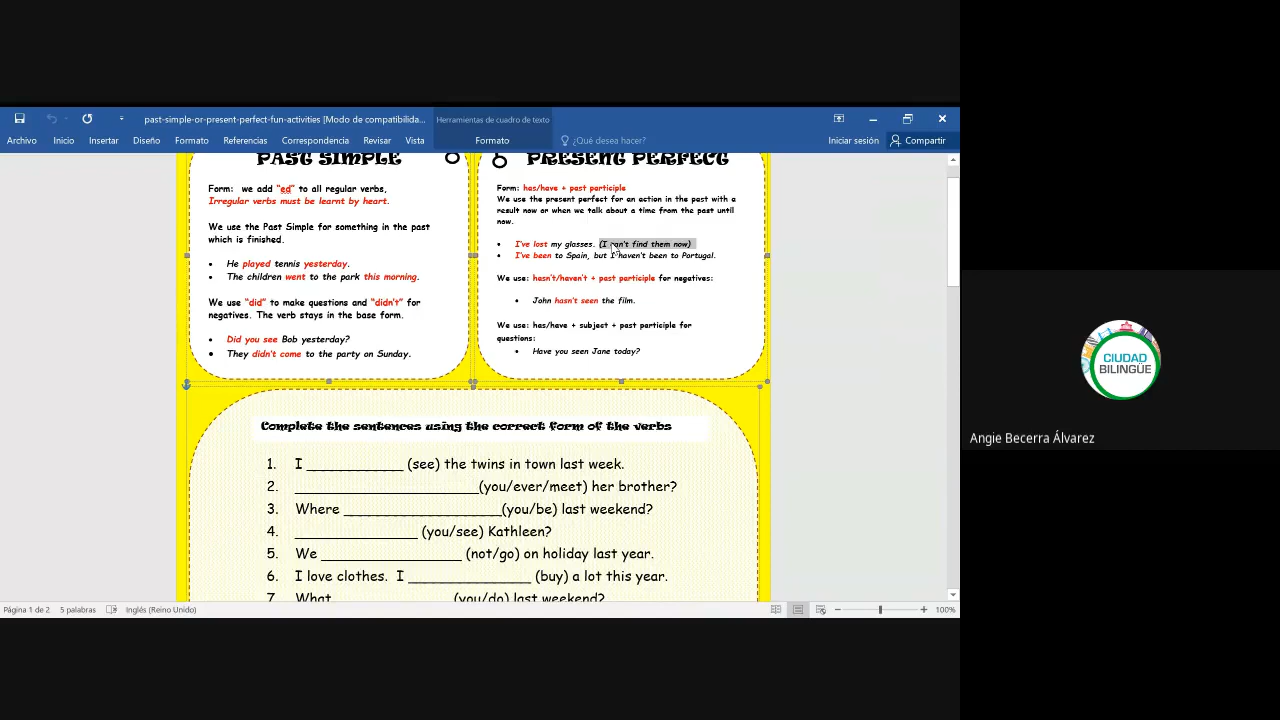 past-simple-or-present-perfect-fun-activities [Modo de compatibilida...
Herramientas de cuadro de texto
Archivo Inicio Insertar Diseño Formato Referencias Correspondencia Revisar Vista Formato ¿Qué desea hacer? Iniciar sesión Compartir
PAST SIMPLE
Form: we add "ed" to all regular verbs,
Irregular verbs must be learnt by heart.
We use the Past Simple for something in the past
which is finished.
• He played tennis yesterday.
• The children went to the park this morning.
We use "did" to make questions and "didn't" for
negatives. The verb stays in the base form.
• Did you see Bob yesterday?
• They didn't come to the party on Sunday.
PRESENT PERFECT
Form: has/have + past participle
We use the present perfect for an action in the past with a
result now or when we talk about a time from the past until
now.
• I've lost my glasses. (I can't find them now)
• I've been to Spain, but I haven't been to Portugal.
We use: hasn't/haven't + past participle for negatives:
• John hasn't seen the film.
We use: has/have + subject + past participle for
questions:
• Have you seen Jane today?
Complete the sentences using the correct form of the verbs
1. I ___________ (see) the twins in town last week.
2. _____________________(you/ever/meet) her brother?
3. Where __________________(you/be) last weekend?
4. ______________ (you/see) Kathleen?
5. We ________________ (not/go) on holiday last year.
6. I love clothes. I ______________ (buy) a lot this year.
7. What ______________ (you/do) last weekend?
Página 1 de 2 5 palabras Inglés (Reino Unido) 100%
CIUDAD
BILINGÜE
Angie Becerra Álvarez